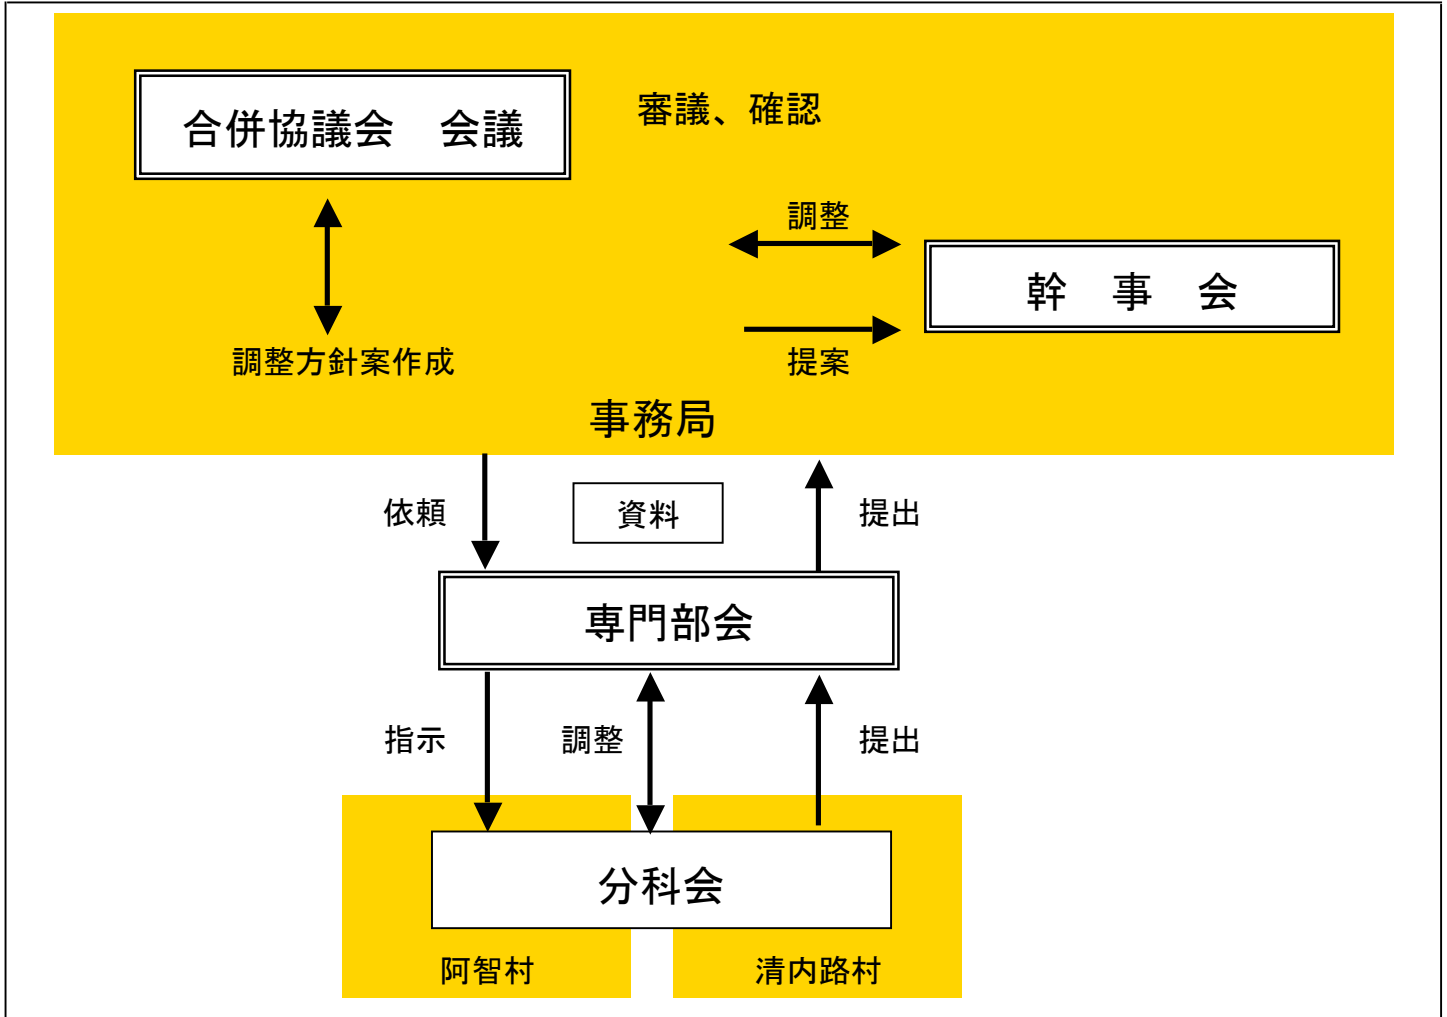 合併協議会　会議
審議、確認
調整
幹　事　会
調整方針案作成
提案
事務局
依頼
資料
提出
専門部会
指示
調整
提出
分科会
阿智村
清内路村